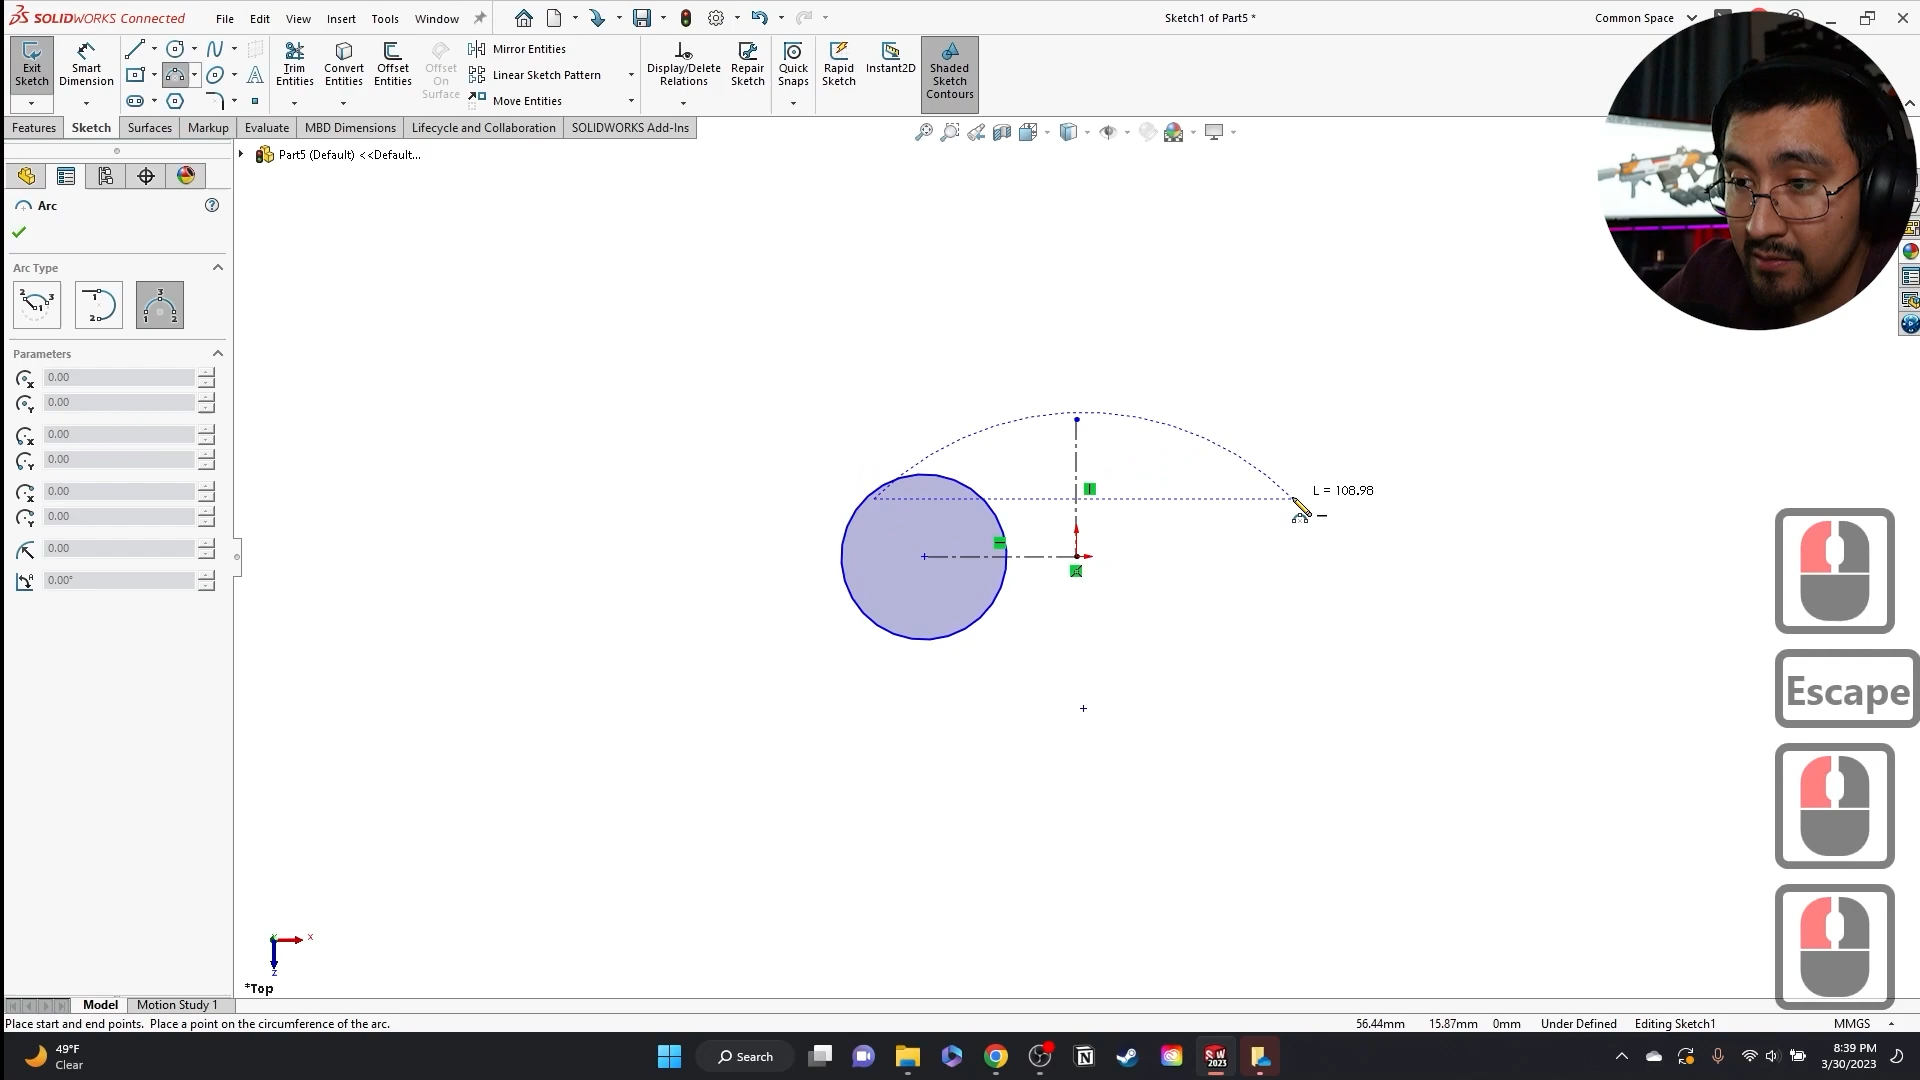 SOLIDWORKS Connected
File Edit View Insert Tools Window
Sketch1 of Part5 *
Common Space
Exit Sketch
Smart Dimension
Trim Entities
Convert Entities
Offset Entities
Offset On Surface
Mirror Entities
Linear Sketch Pattern
Move Entities
Display/Delete Relations
Repair Sketch
Quick Snaps
Rapid Sketch
Instant2D
Shaded Sketch Contours
Features Sketch Surfaces Markup Evaluate MBD Dimensions Lifecycle and Collaboration SOLIDWORKS Add-Ins
Part5 (Default) <<Default...
Arc
Arc Type
Parameters
0.00
0.00
0.00
0.00
0.00
0.00
0.00
0.00°
L = 108.98
Escape
x
z
*Top
Model Motion Study 1
Place start and end points. Place a point on the circumference of the arc.
56.44mm 15.87mm 0mm Under Defined Editing Sketch1 MMGS
49°F
Clear
Search
8:39 PM
3/30/2023